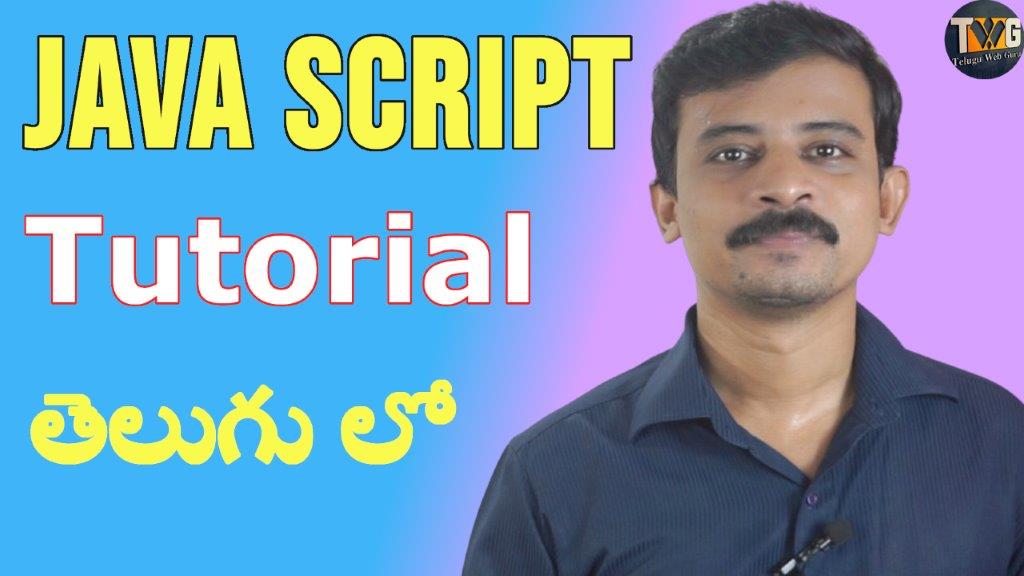 JAVA SCRIPT
Tutorial
తెలుగు లో
TWG
Telugu Web Guru